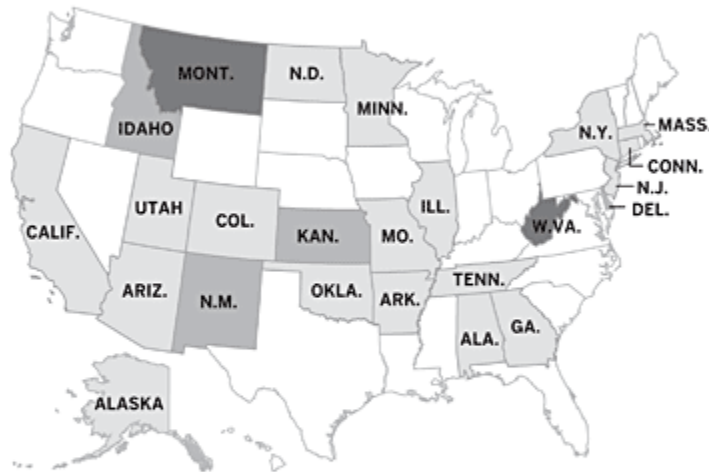 MONT.
N.D.
MINN.
IDAHO
N.Y.
MASS.
CONN.
N.J.
DEL.
UTAH
COL.
ILL.
CALIF.
KAN.
MO.
W.VA.
ARIZ.
N.M.
OKLA.
ARK.
TENN.
ALA.
GA.
ALASKA